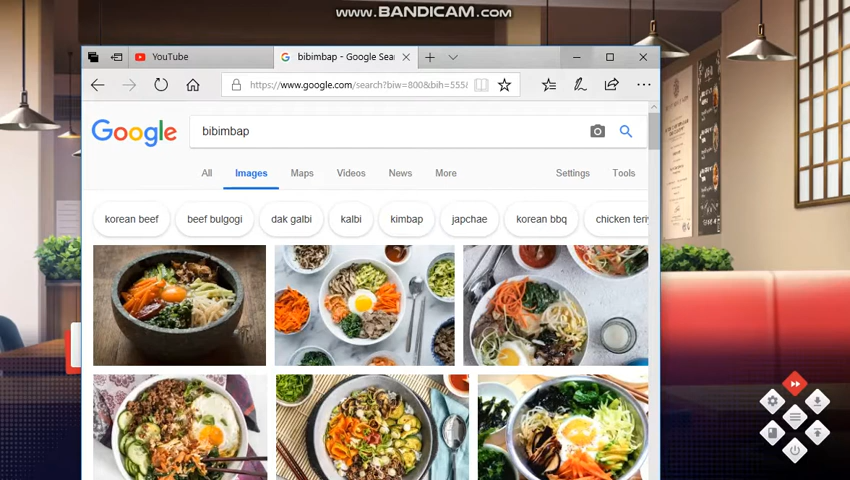 www.BANDICAM.com
YouTube
bibimbap - Google Sear
https://www.google.com/search?biw=800&bih=555&
Google
bibimbap
All Images Maps Videos News More Settings Tools
korean beef beef bulgogi dak galbi kalbi kimbap japchae korean bbq chicken teriy